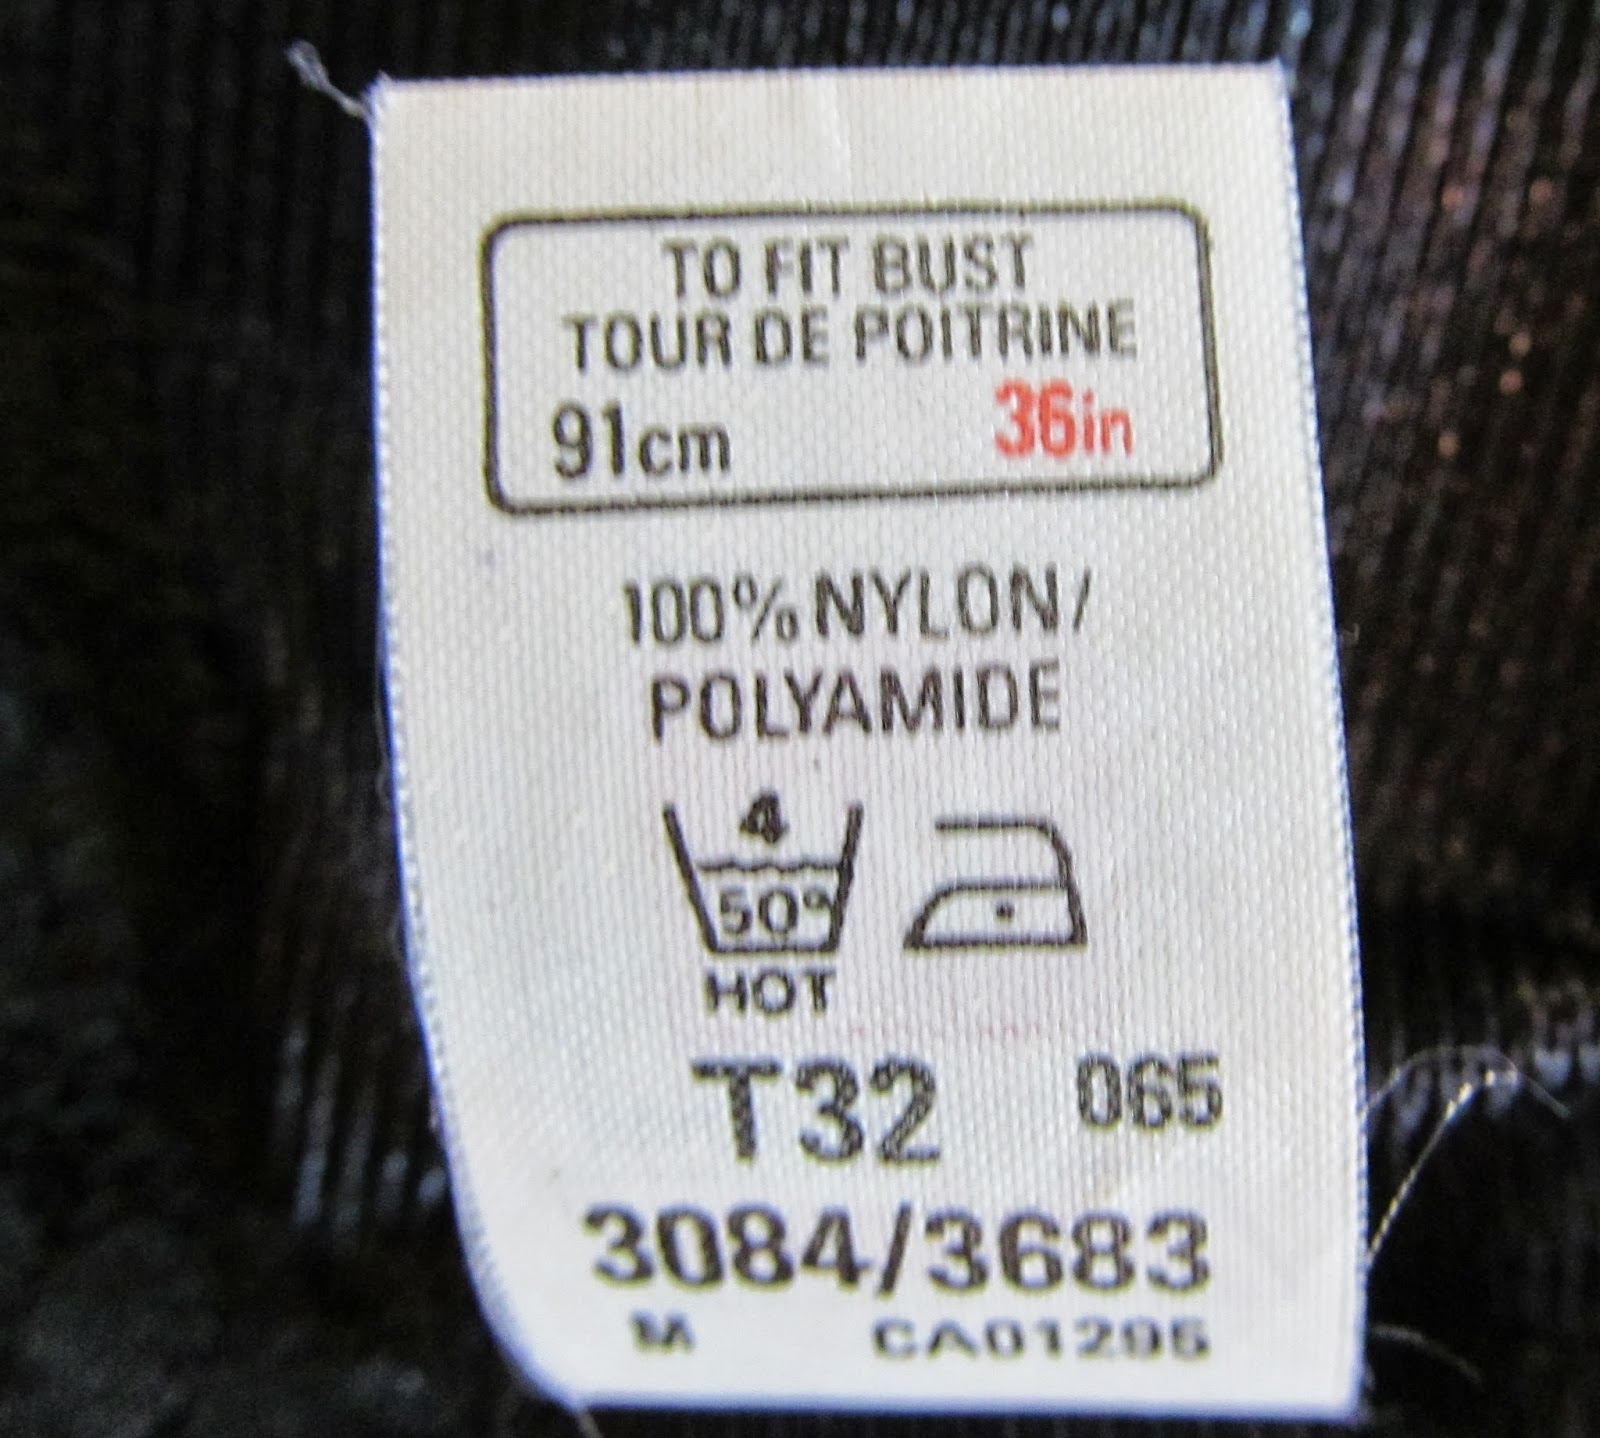 TO FIT BUST
TOUR DE POITRINE
91cm 36in
100% NYLON/
POLYAMIDE
4
50°
HOT
T32 065
3084/3683
M CA01295